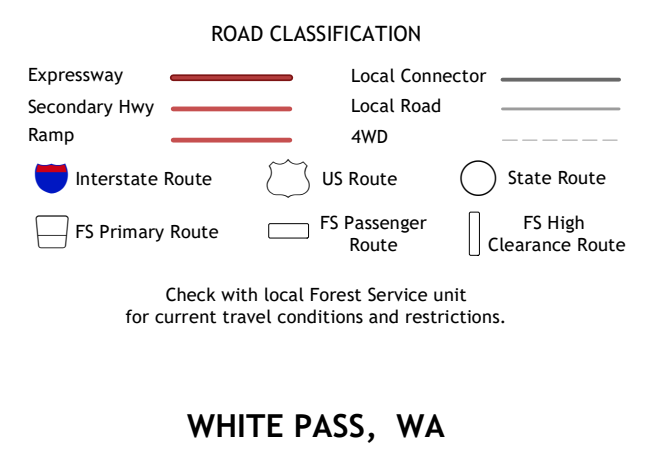 ROAD CLASSIFICATION
Expressway
Local Connector
Secondary Hwy
Local Road
Ramp
4WD
Interstate Route
US Route
State Route
FS Primary Route
FS Passenger
Route
FS High
Clearance Route
Check with local Forest Service unit
for current travel conditions and restrictions.
WHITE PASS, WA